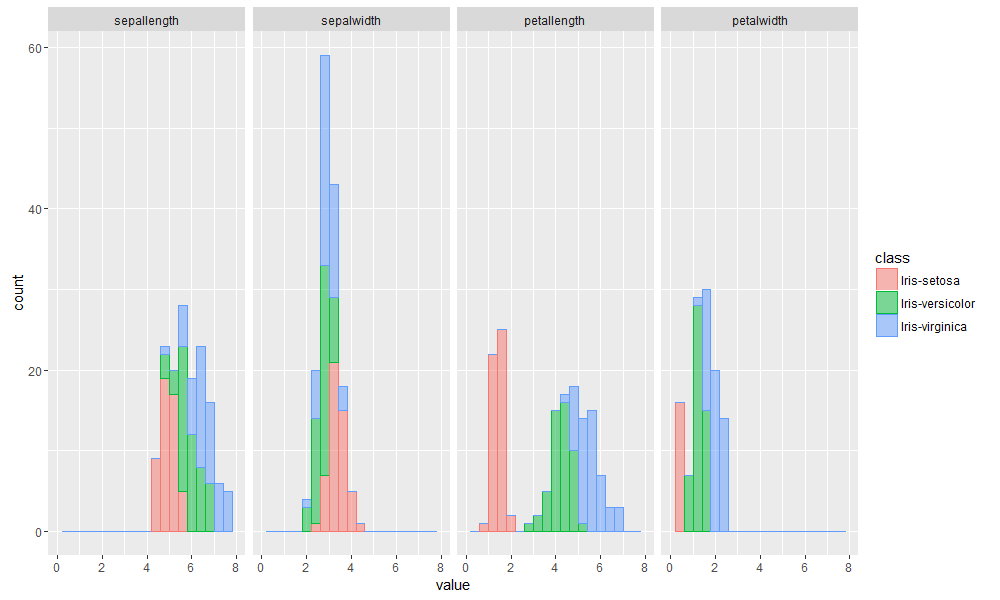 sepallength sepalwidth petallength petalwidth
60
40
20
0
count
0 2 4 6 8 0 2 4 6 8 0 2 4 6 8 0 2 4 6 8
value
class
Iris-setosa
Iris-versicolor
Iris-virginica